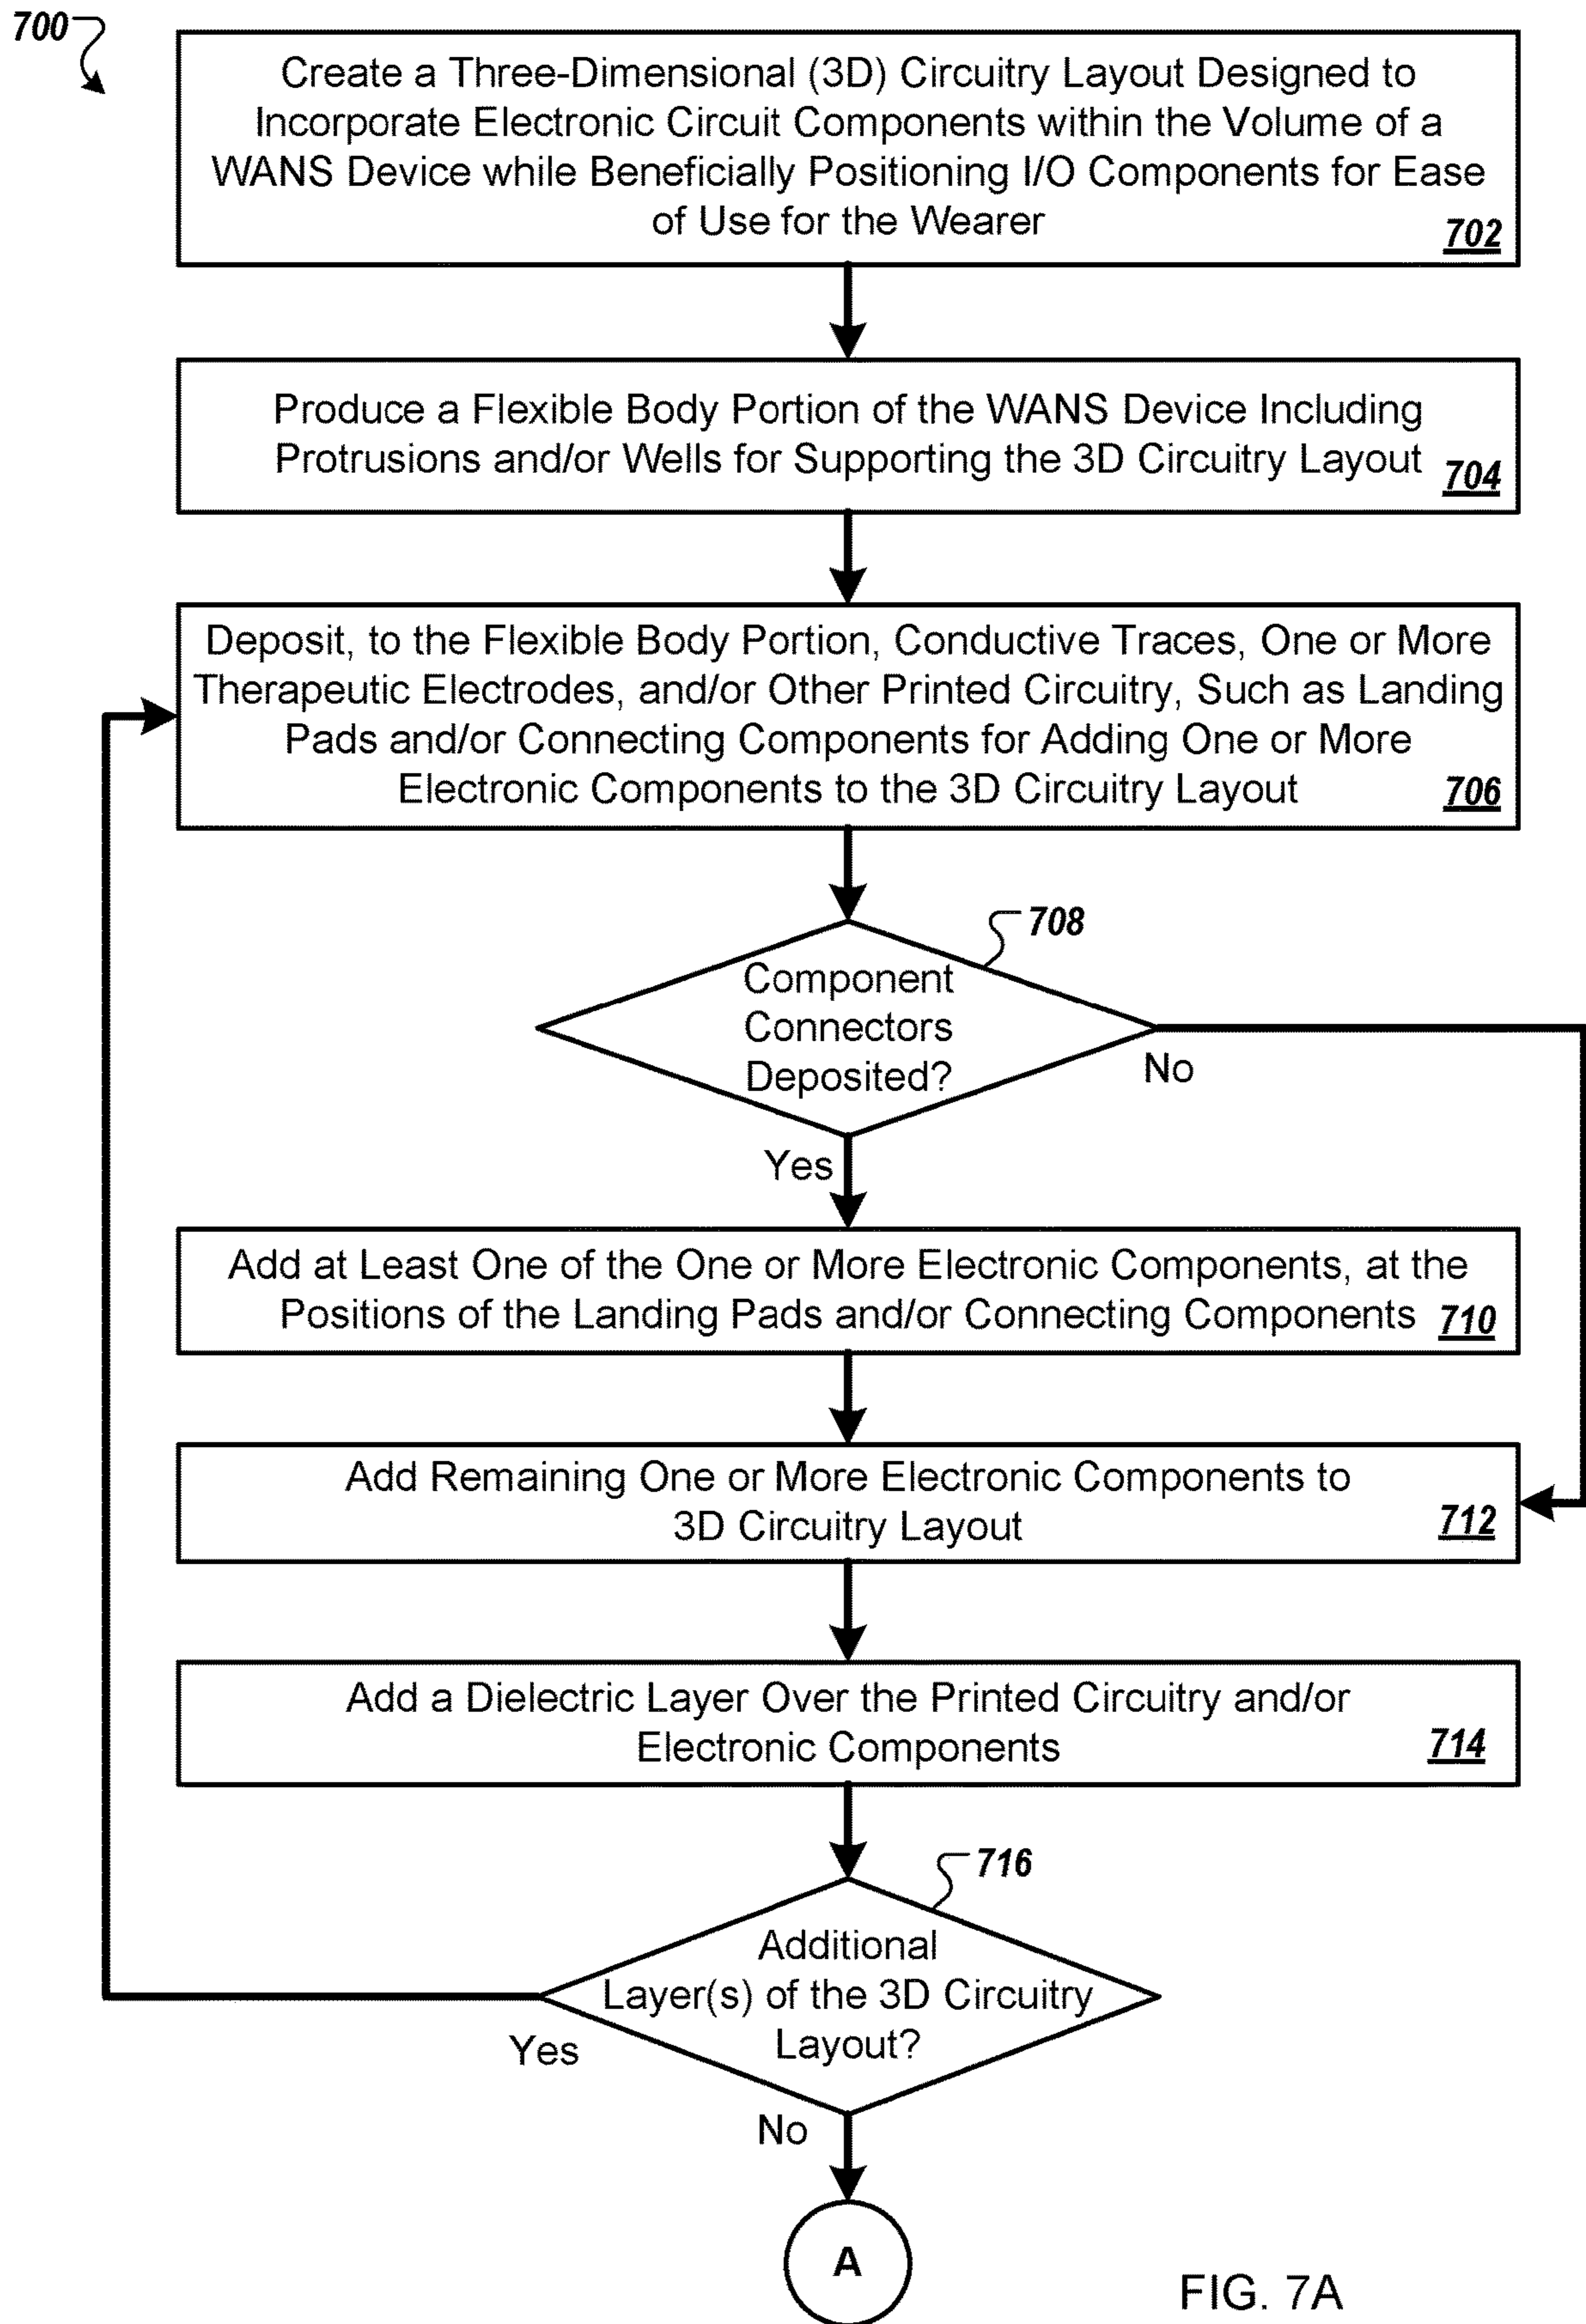 700
Create a Three-Dimensional (3D) Circuitry Layout Designed to
Incorporate Electronic Circuit Components within the Volume of a
WANS Device while Beneficially Positioning I/O Components for Ease
of Use for the Wearer
702
Produce a Flexible Body Portion of the WANS Device Including
Protrusions and/or Wells for Supporting the 3D Circuitry Layout
704
Deposit, to the Flexible Body Portion, Conductive Traces, One or More
Therapeutic Electrodes, and/or Other Printed Circuitry, Such as Landing
Pads and/or Connecting Components for Adding One or More
Electronic Components to the 3D Circuitry Layout
706
708
Component
Connectors
Deposited?
No
Yes
Add at Least One of the One or More Electronic Components, at the
Positions of the Landing Pads and/or Connecting Components
710
Add Remaining One or More Electronic Components to
3D Circuitry Layout
712
Add a Dielectric Layer Over the Printed Circuitry and/or
Electronic Components
714
716
Additional
Layer(s) of the 3D Circuitry
Layout?
Yes
No
A
FIG. 7A